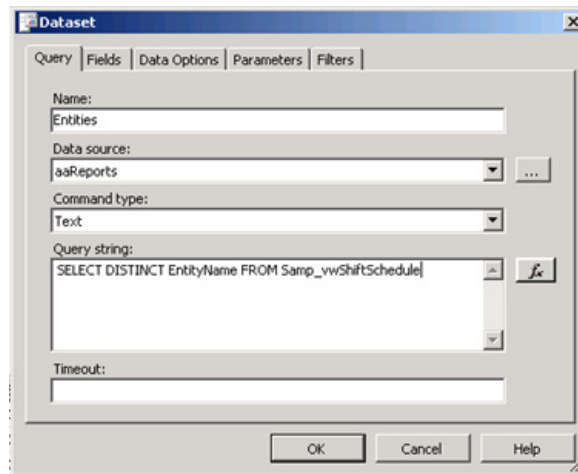 Dataset
Query Fields Data Options Parameters Filters
Name:
Entities
Data source:
aaReports
...
Command type:
Text
Query string:
SELECT DISTINCT EntityName FROM Samp_vwShiftSchedule
fx
Timeout:
OK Cancel Help